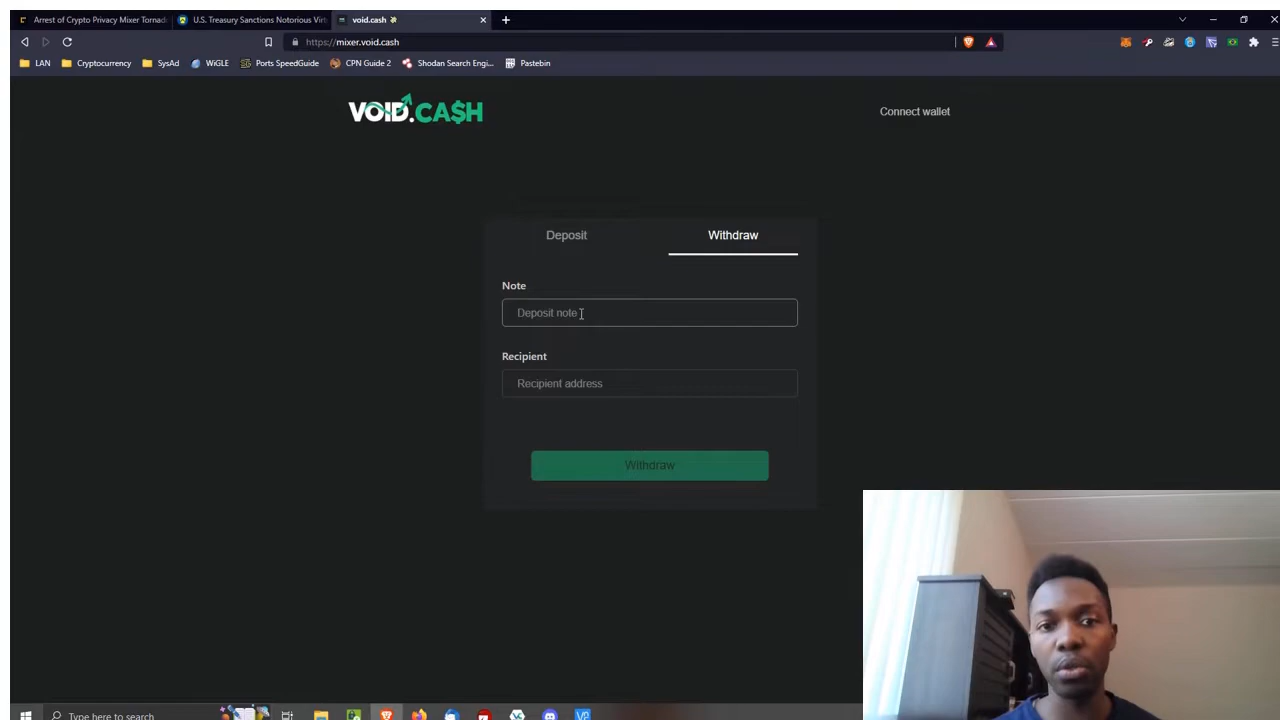 Arrest of Crypto Privacy Mixer Tornad
U.S. Treasury Sanctions Notorious Virt
void.cash
https://mixer.void.cash
LAN
Cryptocurrency
SysAd
WiGLE
Ports SpeedGuide
CPN Guide 2
Shodan Search Engi...
Pastebin
VOID.CA$H
Connect wallet
Deposit
Withdraw
Note
Deposit note
Recipient
Recipient address
Withdraw
Type here to search